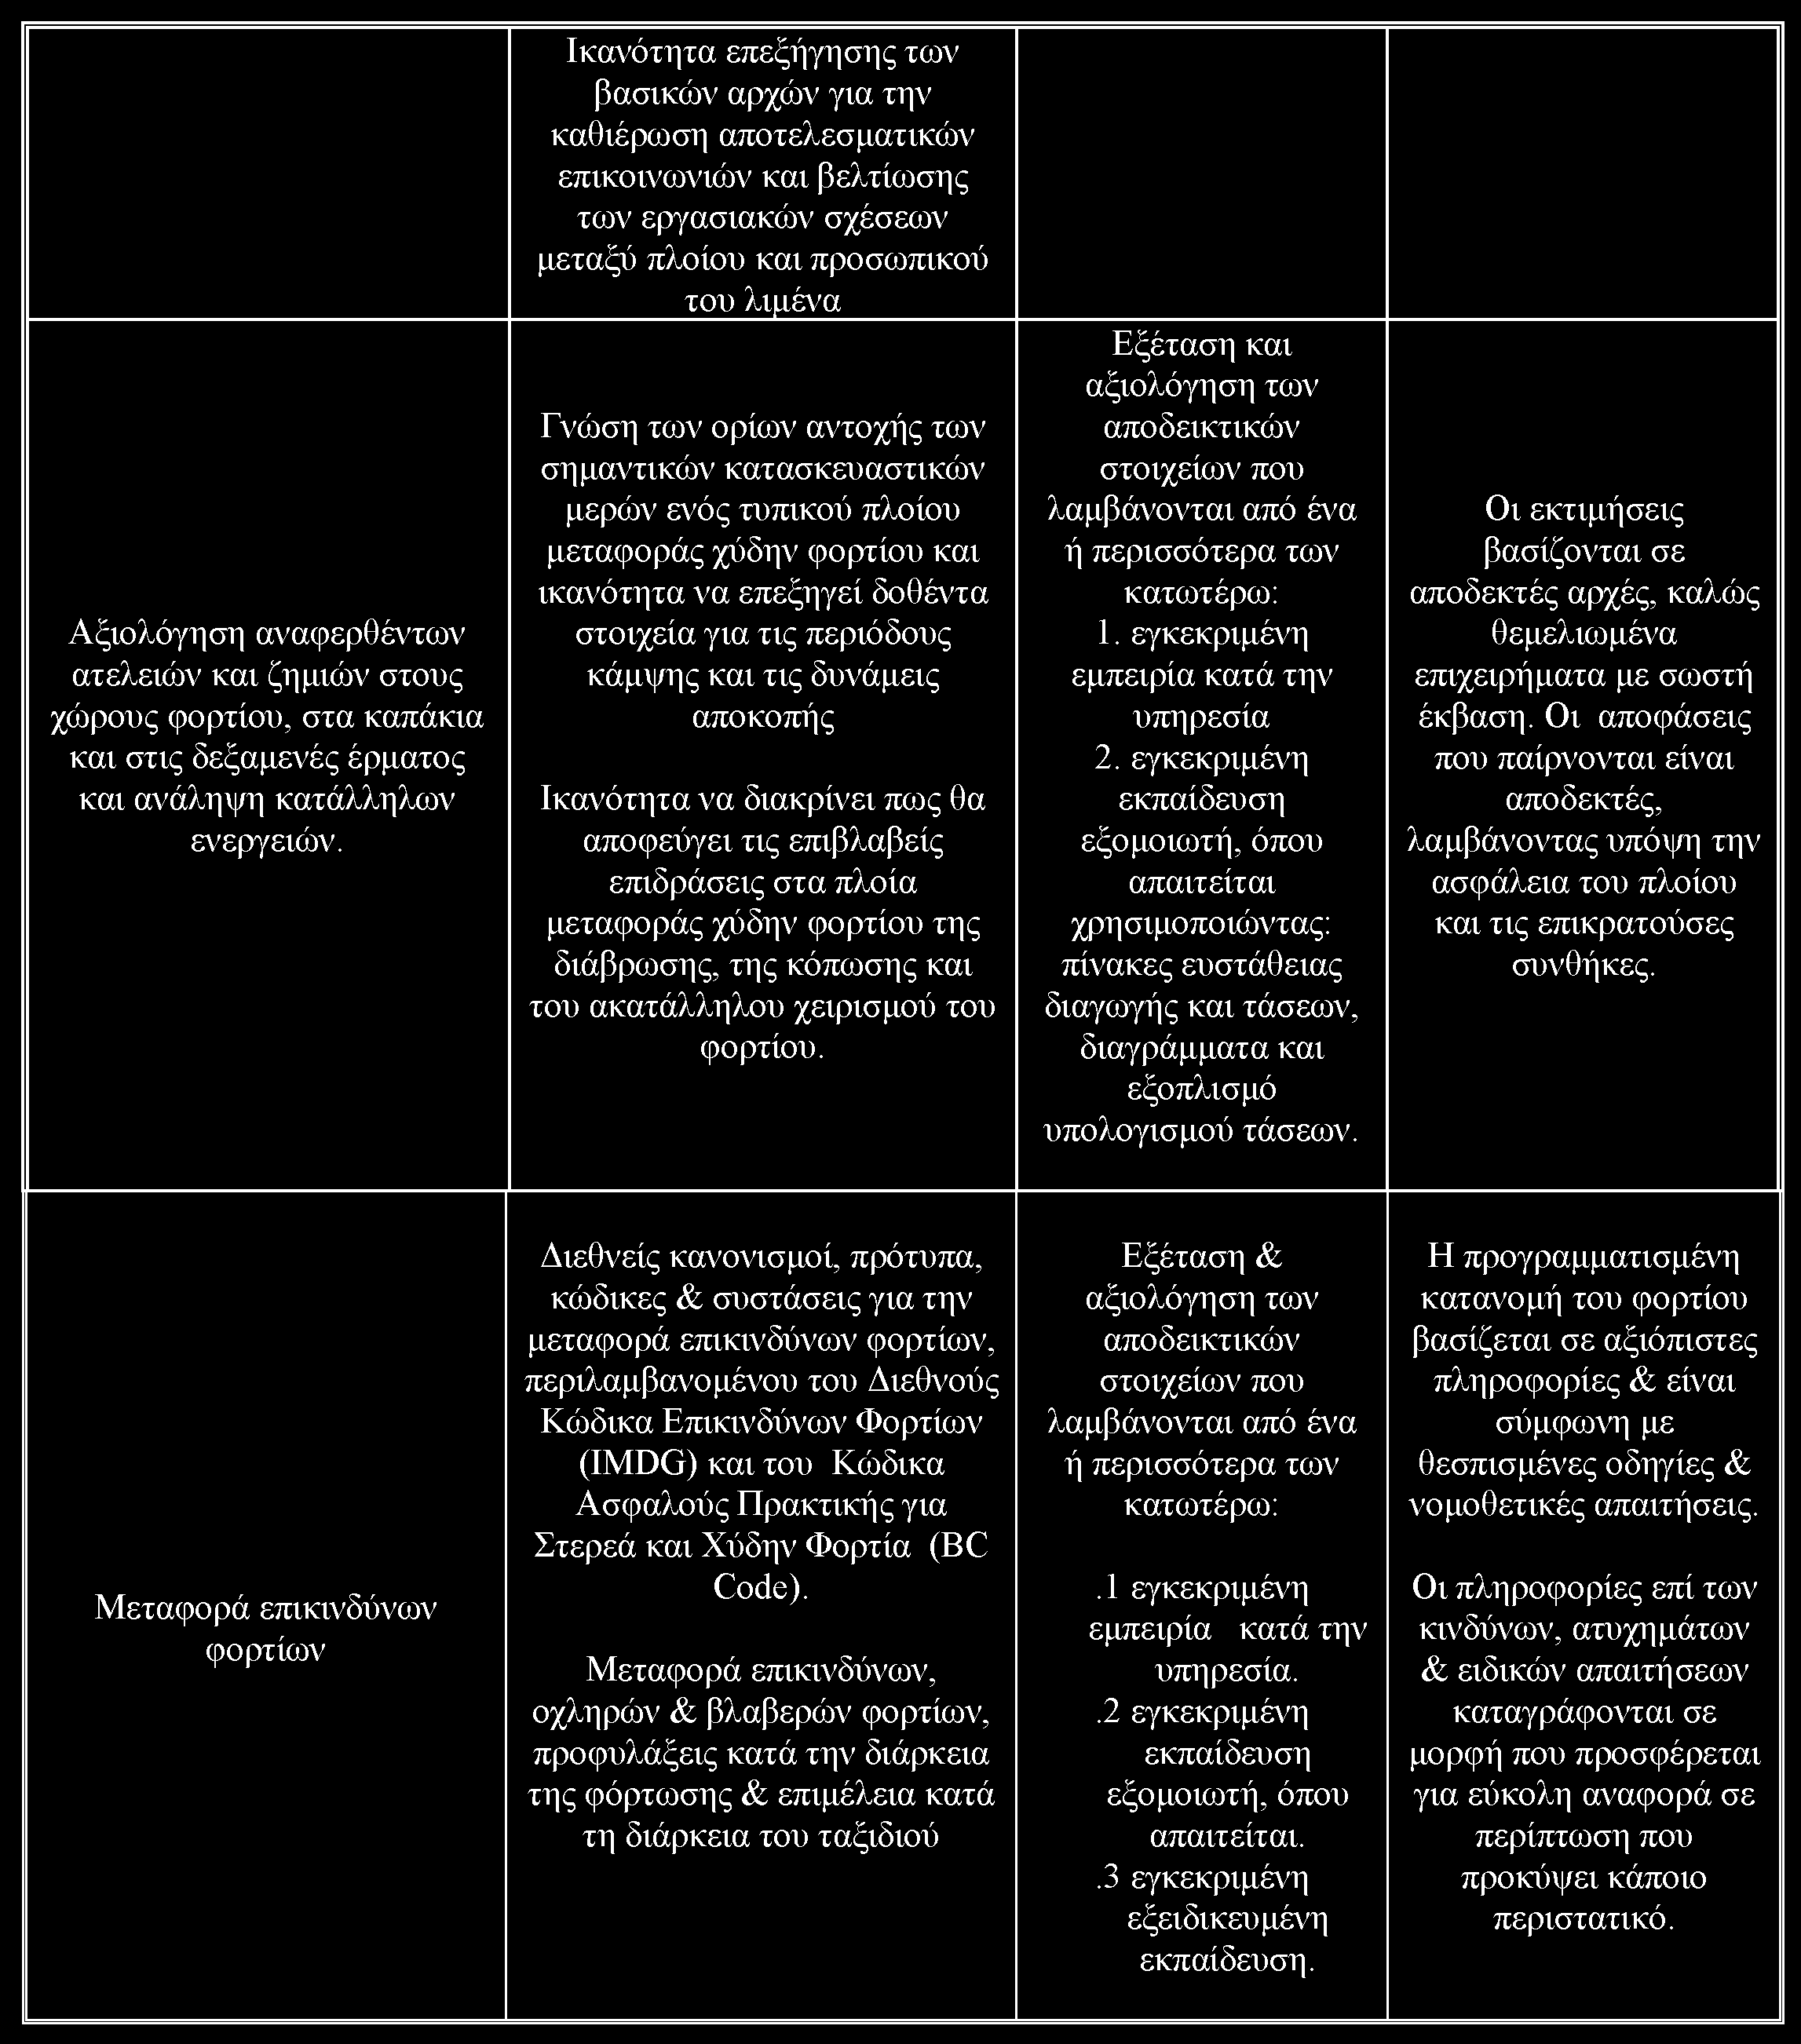 Ικανότητα επεξήγησης των
βασικών αρχών για την
καθιέρωση αποτελεσματικών
επικοινωνιών και βελτίωσης
των εργασιακών σχέσεων
μεταξύ πλοίου και προσωπικού
του λιμένα
Αξιολόγηση αναφερθέντων
ατελειών και ζημιών στους
χώρους φορτίου, στα καπάκια
και στις δεξαμενές έρματος
και ανάληψη κατάλληλων
ενεργειών.
Γνώση των ορίων αντοχής των
σημαντικών κατασκευαστικών
μερών ενός τυπικού πλοίου
μεταφοράς χύδην φορτίου και
ικανότητα να επεξηγεί δοθέντα
στοιχεία για τις περιόδους
κάμψης και τις δυνάμεις
αποκοπής
Ικανότητα να διακρίνει πως θα
αποφεύγει τις επιβλαβείς
επιδράσεις στα πλοία
μεταφοράς χύδην φορτίου της
διάβρωσης, της κόπωσης και
του ακατάλληλου χειρισμού του
φορτίου.
Εξέταση και
αξιολόγηση των
αποδεικτικών
στοιχείων που
λαμβάνονται από ένα
ή περισσότερα των
κατωτέρω:
1. εγκεκριμένη
εμπειρία κατά την
υπηρεσία
2. εγκεκριμένη
εκπαίδευση
εξομοιωτή, όπου
απαιτείται
χρησιμοποιώντας:
πίνακες ευστάθειας
διαγωγής και τάσεων,
διαγράμματα και
εξοπλισμό
υπολογισμού τάσεων.
Οι εκτιμήσεις
βασίζονται σε
αποδεκτές αρχές, καλώς
θεμελιωμένα
επιχειρήματα με σωστή
έκβαση. Οι αποφάσεις
που παίρνονται είναι
αποδεκτές,
λαμβάνοντας υπόψη την
ασφάλεια του πλοίου
και τις επικρατούσες
συνθήκες.
Μεταφορά επικινδύνων
φορτίων
Διεθνείς κανονισμοί, πρότυπα,
κώδικες & συστάσεις για την
μεταφορά επικινδύνων φορτίων,
περιλαμβανομένου του Διεθνούς
Κώδικα Επικινδύνων Φορτίων
(IMDG) και του Κώδικα
Ασφαλούς Πρακτικής για
Στερεά και Χύδην Φορτία (BC
Code).
Μεταφορά επικινδύνων,
οχληρών & βλαβερών φορτίων,
προφυλάξεις κατά την διάρκεια
της φόρτωσης & επιμέλεια κατά
τη διάρκεια του ταξιδιού
Εξέταση &
αξιολόγηση των
αποδεικτικών
στοιχείων που
λαμβάνονται από ένα
ή περισσότερα των
κατωτέρω:
.1 εγκεκριμένη
εμπειρία κατά την
υπηρεσία.
.2 εγκεκριμένη
εκπαίδευση
εξομοιωτή, όπου
απαιτείται.
.3 εγκεκριμένη
εξειδικευμένη
εκπαίδευση.
Η προγραμματισμένη
κατανομή του φορτίου
βασίζεται σε αξιόπιστες
πληροφορίες & είναι
σύμφωνη με
θεσπισμένες οδηγίες &
νομοθετικές απαιτήσεις.
Οι πληροφορίες επί των
κινδύνων, ατυχημάτων
& ειδικών απαιτήσεων
καταγράφονται σε
μορφή που προσφέρεται
για εύκολη αναφορά σε
περίπτωση που
προκύψει κάποιο
περιστατικό.